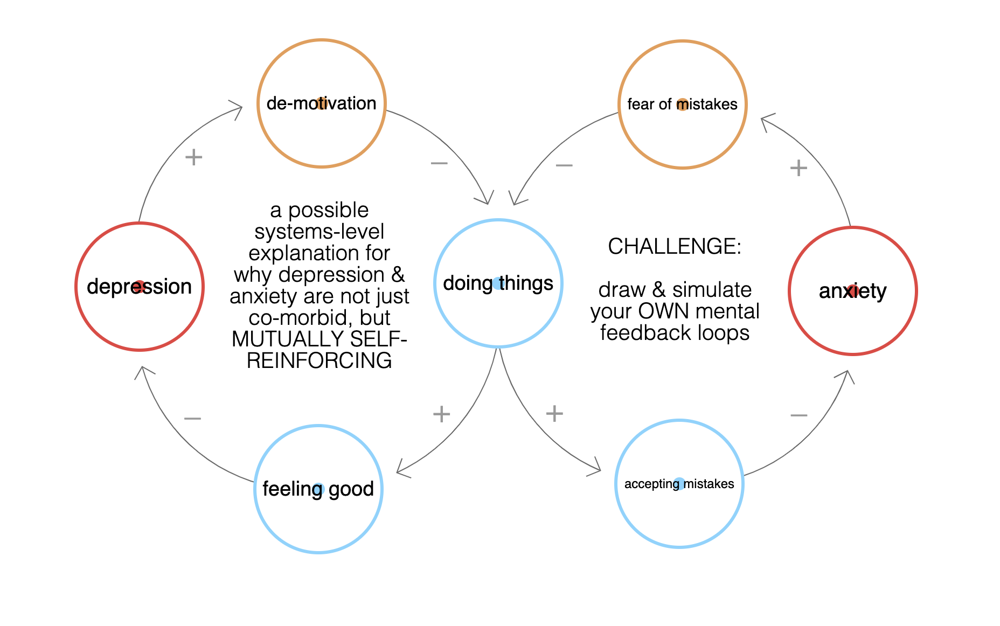 de-motivation
fear of mistakes
+
–
–
+
a possible
systems-level
explanation for
why depression &
anxiety are not just
co-morbid, but
MUTUALLY SELF-
REINFORCING
CHALLENGE:
draw & simulate
your OWN mental
feedback loops
depression
doing things
anxiety
–
+
+
–
feeling good
accepting mistakes